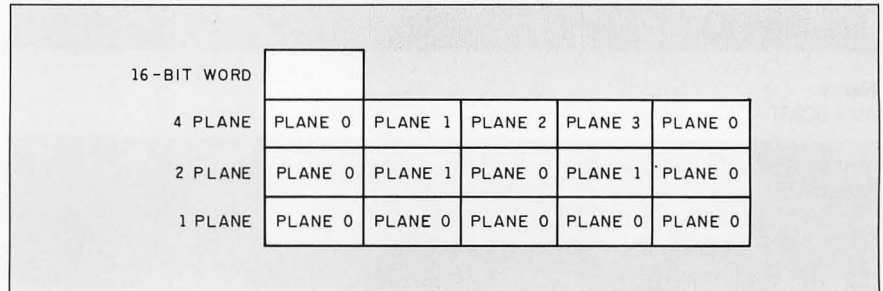 16-BIT WORD
4 PLANE PLANE 0 PLANE 1 PLANE 2 PLANE 3 PLANE 0
2 PLANE PLANE 0 PLANE 1 PLANE 0 PLANE 1 PLANE 0
1 PLANE PLANE 0 PLANE 0 PLANE 0 PLANE 0 PLANE 0